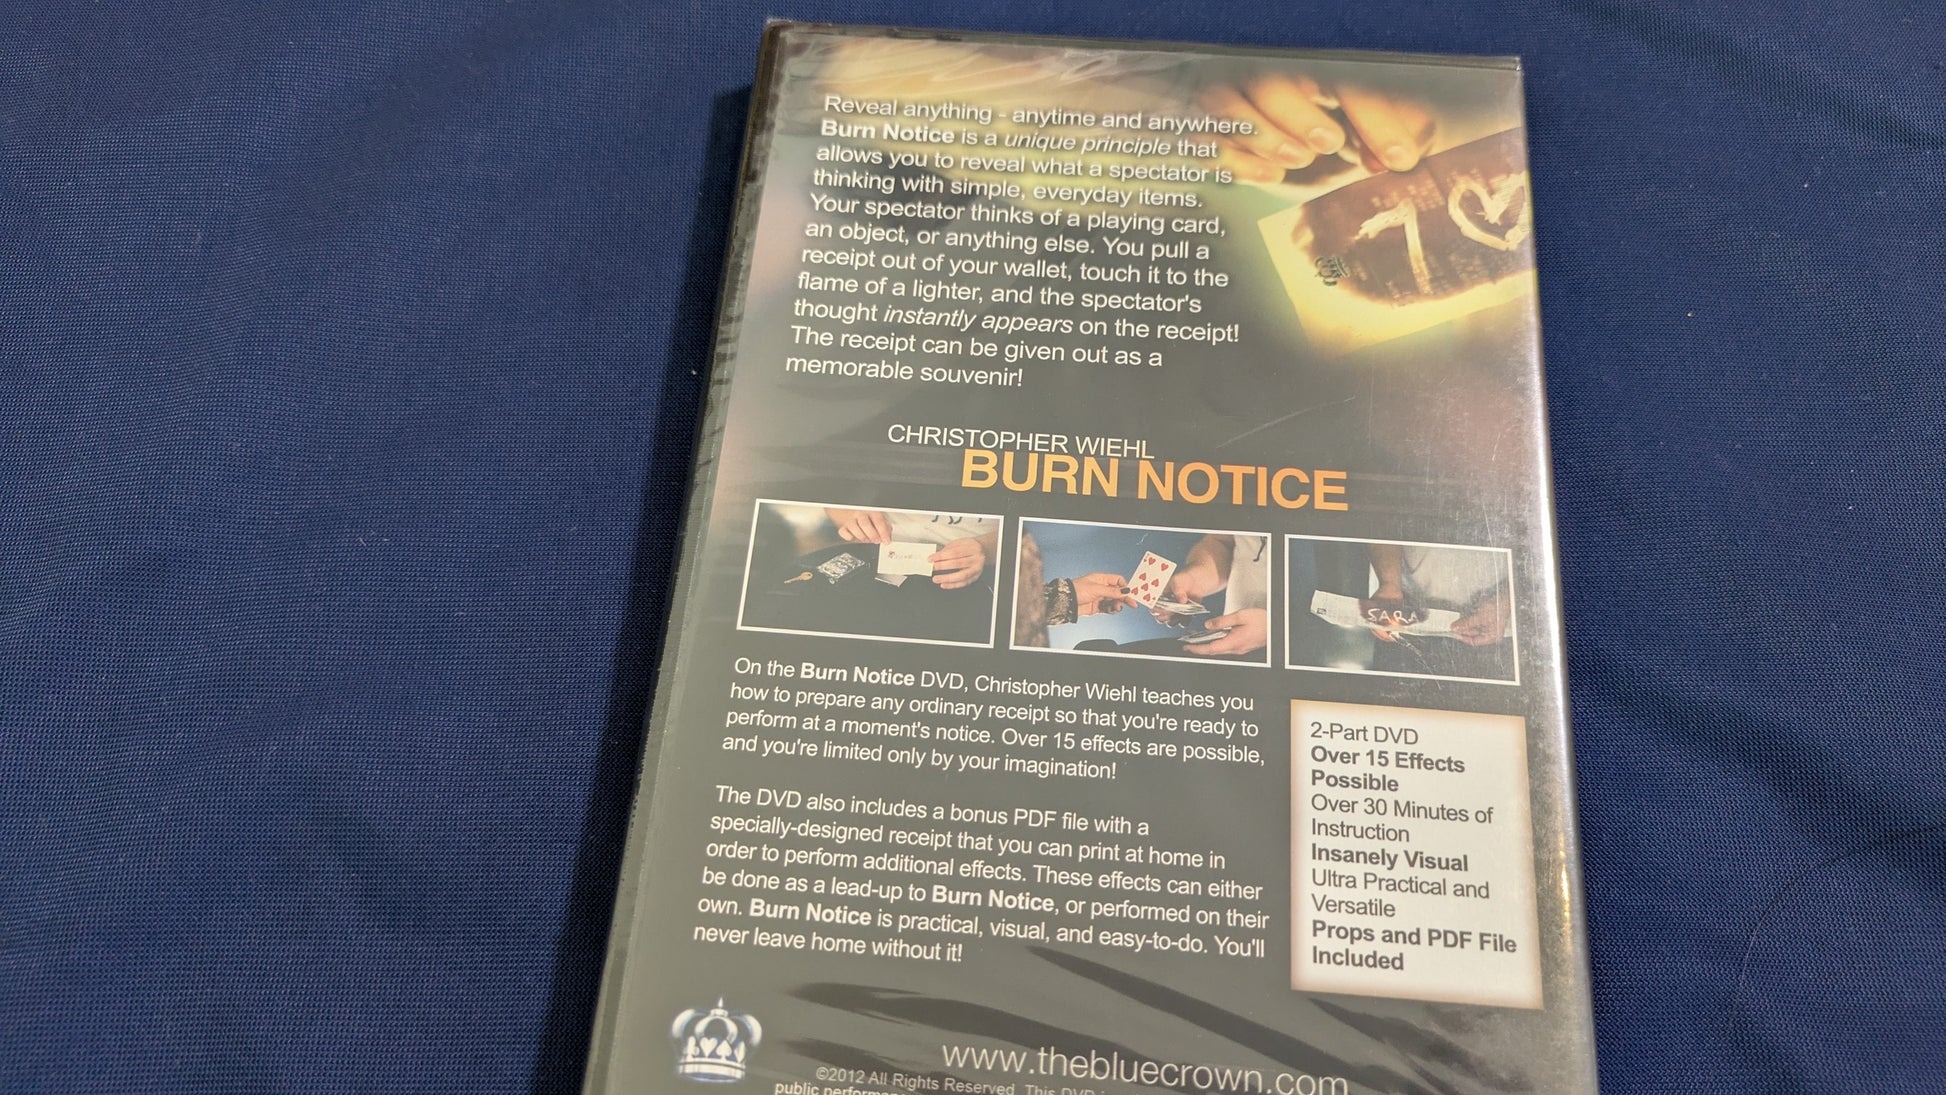 Reveal anything - anytime and anywhere.
Burn Notice is a unique principle that
allows you to reveal what a spectator is
thinking with simple, everyday items.
Your spectator thinks of a playing card,
an object, or anything else. You pull a
receipt out of your wallet, touch it to the
flame of a lighter, and the spectator's
thought instantly appears on the receipt!
The receipt can be given out as a
memorable souvenir!
7♡
CHRISTOPHER WIEHL
BURN NOTICE
SARA
On the Burn Notice DVD, Christopher Wiehl teaches you
how to prepare any ordinary receipt so that you're ready to
perform at a moment's notice. Over 15 effects are possible,
and you're limited only by your imagination!
The DVD also includes a bonus PDF file with a
specially-designed receipt that you can print at home in
order to perform additional effects. These effects can either
be done as a lead-up to Burn Notice, or performed on their
own. Burn Notice is practical, visual, and easy-to-do. You'll
never leave home without it!
2-Part DVD
Over 15 Effects
Possible
Over 30 Minutes of
Instruction
Insanely Visual
Ultra Practical and
Versatile
Props and PDF File
Included
www.thebluecrown.com
©2012 All Rights Reserved. This DVD
public